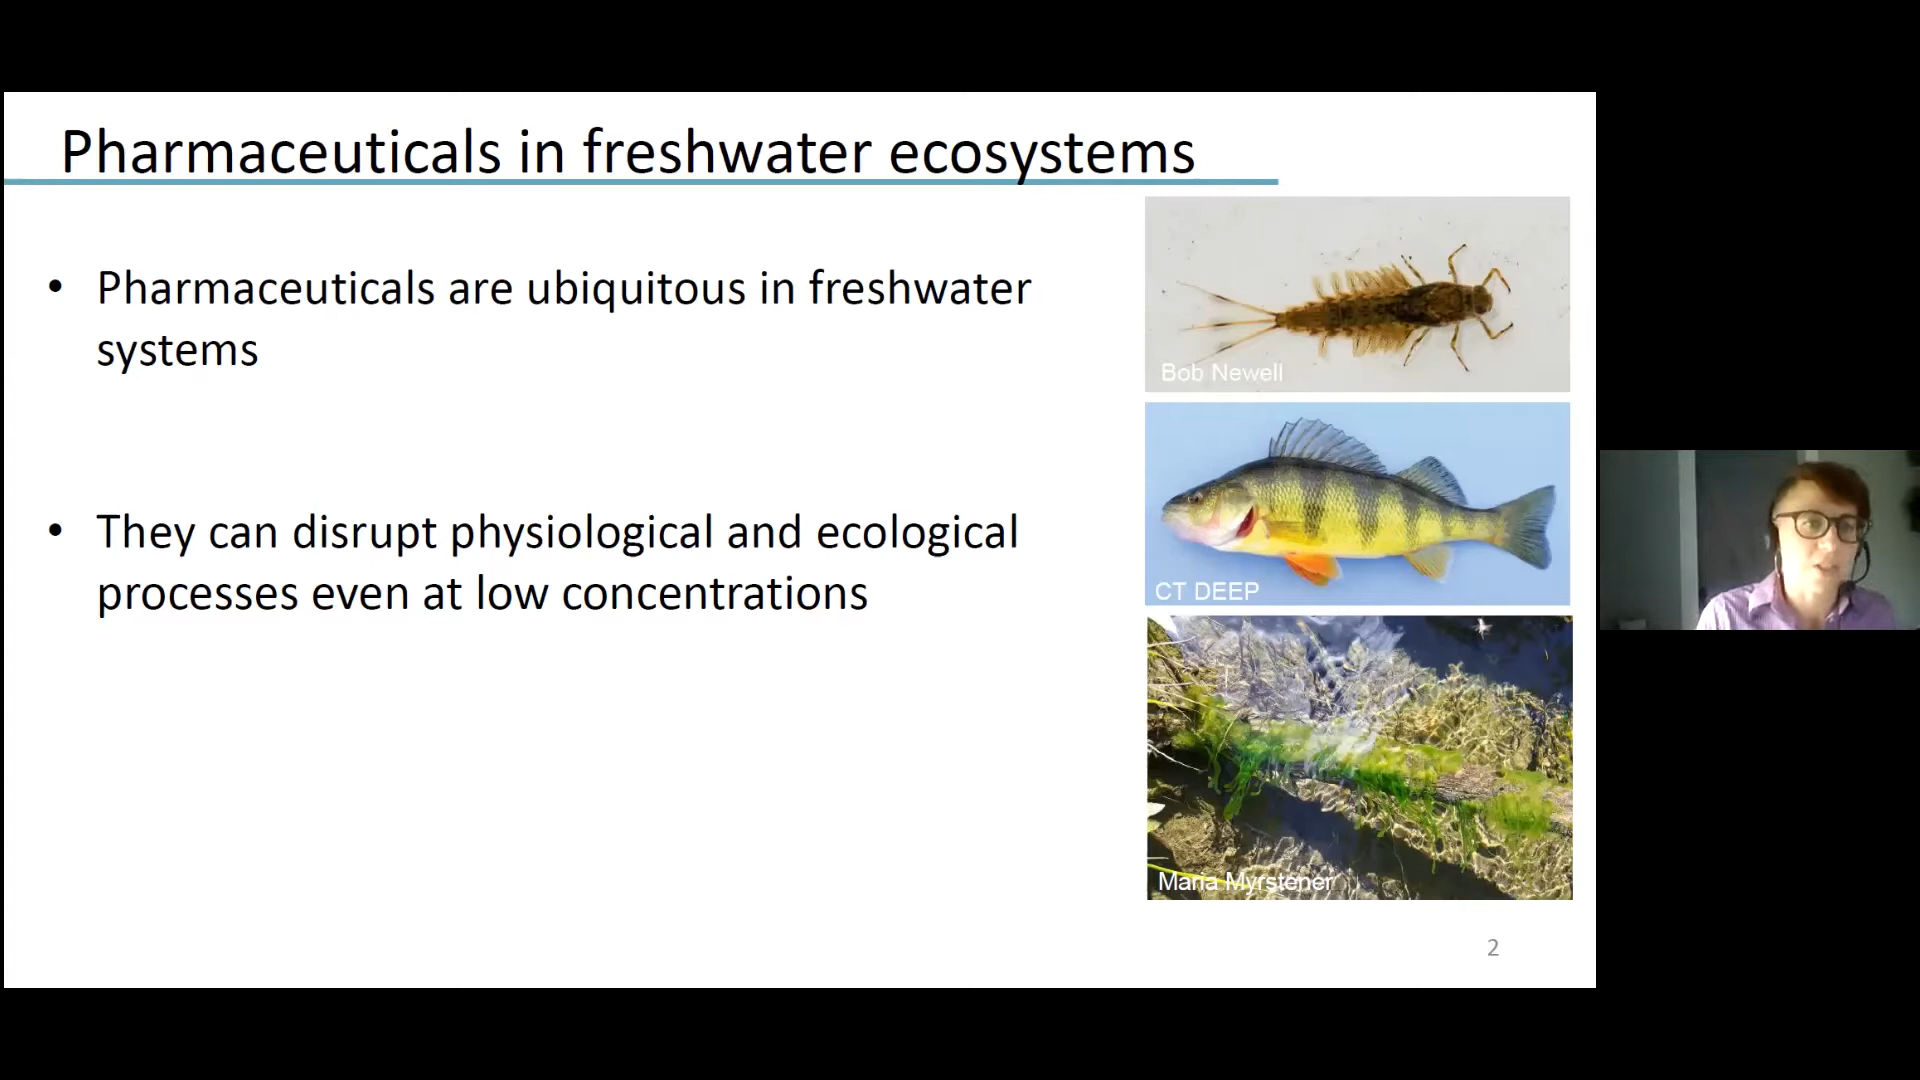 Pharmaceuticals in freshwater ecosystems
• Pharmaceuticals are ubiquitous in freshwater
systems
• They can disrupt physiological and ecological
processes even at low concentrations
Bob Newell
CT DEEP
Maria Myrstener
2